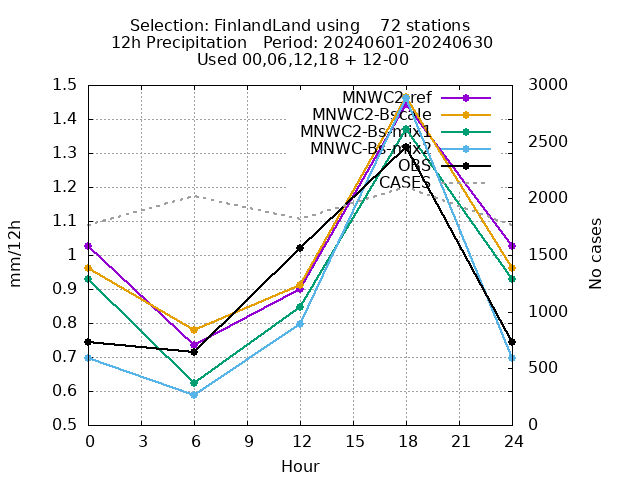 Selection: FinlandLand using 72 stations
12h Precipitation Period: 20240601-20240630
Used 00,06,12,18 + 12-00
1.5
1.4
1.3
1.2
1.1
1
0.9
0.8
0.7
0.6
0.5
mm/12h
MNWC2-ref
MNWC2-Bscale
MNWC2-Bs-mix1
MNWC-Bs-mix2
OBS
CASES
3000
2500
2000
1500
1000
500
0
No cases
0 3 6 9 12 15 18 21 24
Hour